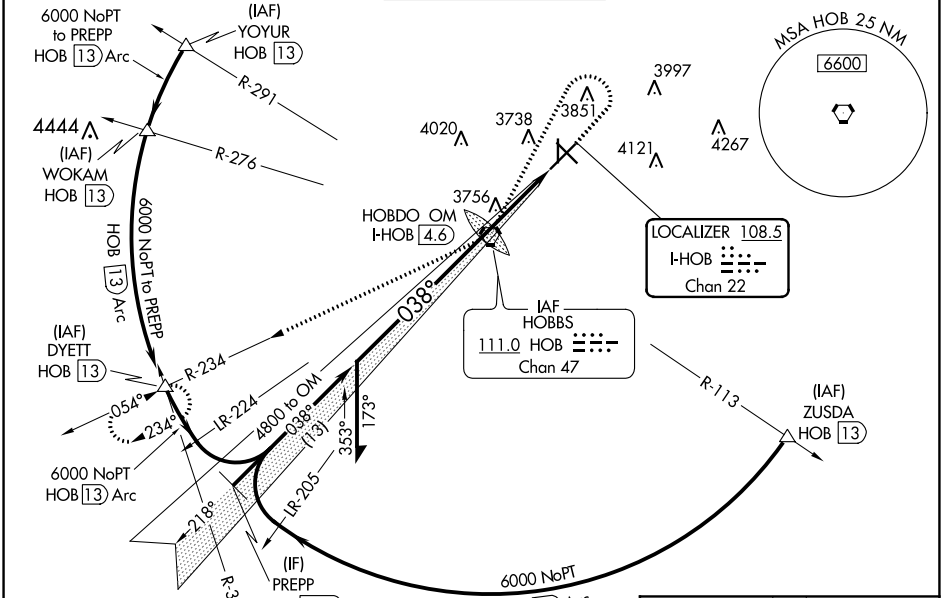 6000 NoPT
to PREPP
HOB 13 Arc
(IAF)
YOYUR
HOB 13
R-291
4444
(IAF)
WOKAM
HOB 13
R-276
6000 NoPT to PREPP
HOB 13 Arc
4020
3738
3851
3997
4121
4267
3756
MSA HOB 25 NM
6600
HOBDO OM
I-HOB 4.6
LOCALIZER 108.5
I-HOB
Chan 22
IAF
HOBBS
111.0 HOB
Chan 47
038°
(IAF)
DYETT
HOB 13
R-234
054°
234°
LR-224
4800 to OM
038°
(13)
353°
173°
R-113
(IAF)
ZUSDA
HOB 13
6000 NoPT
HOB 13 Arc
218°
LR-205
(IF)
PREPP
6000 NoPT